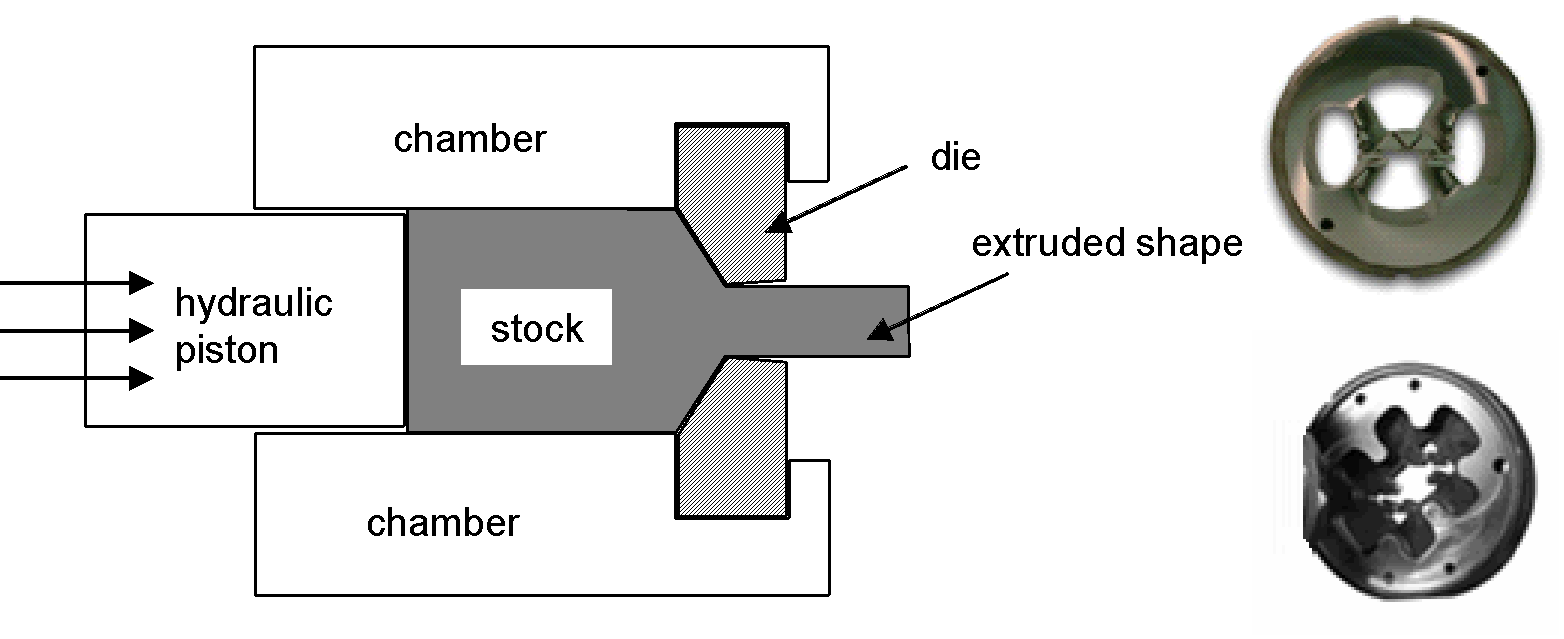 chamber
die
extruded shape
hydraulic
piston
stock
chamber